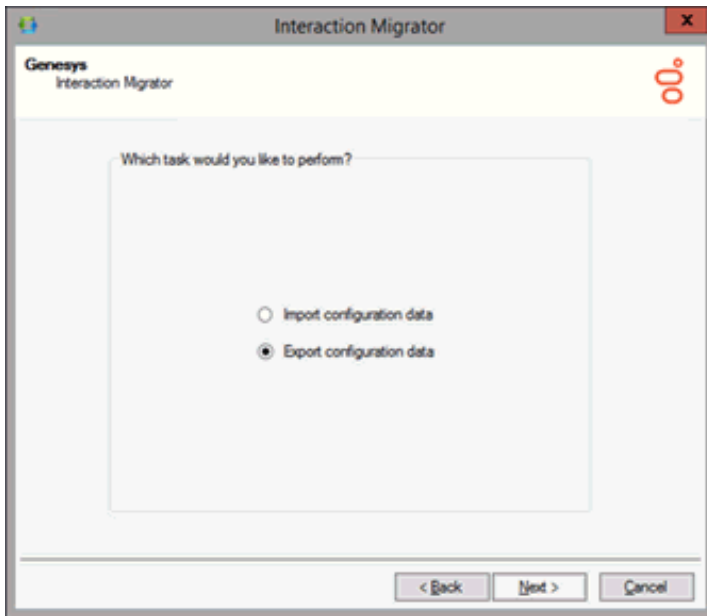 Interaction Migrator
x
Genesys
Interaction Migrator
Which task would you like to perform?
Import configuration data
Export configuration data
< Back
Next >
Cancel